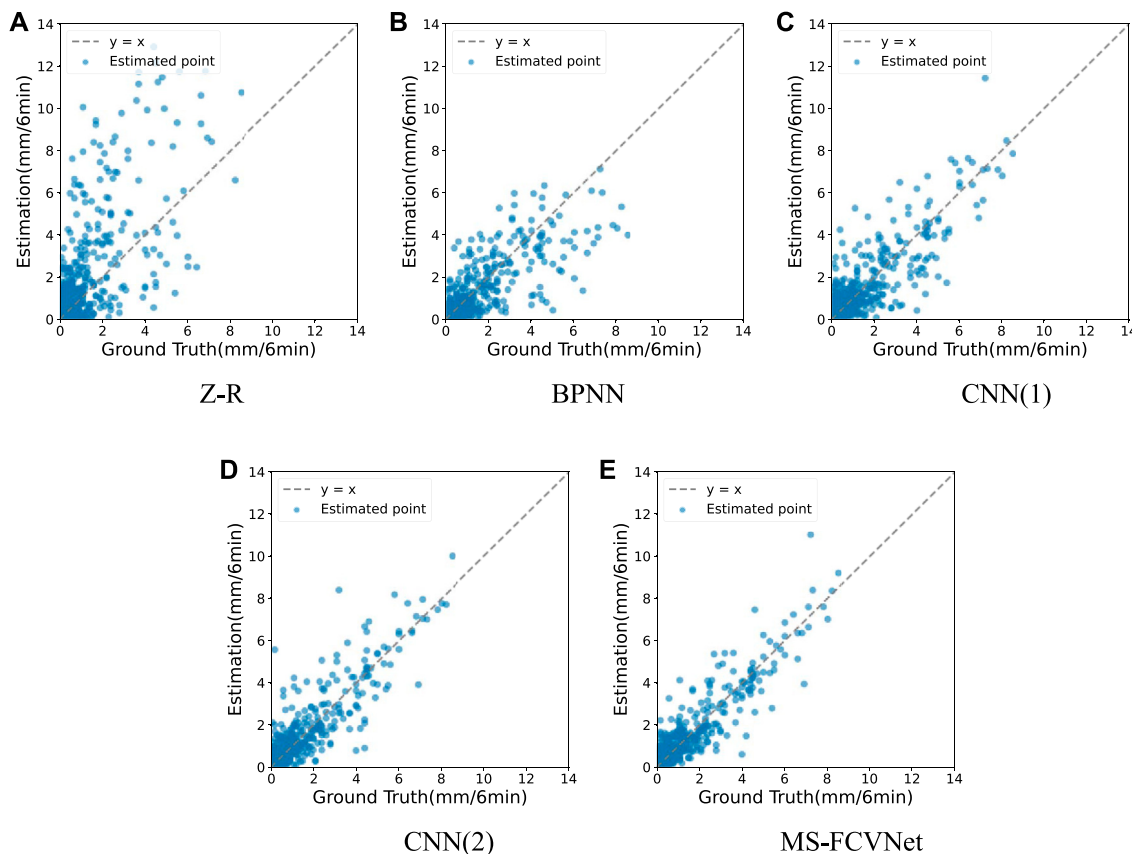 A
B
C
14
12
10
8
6
4
2
0
Estimation(mm/6min)
y = x
Estimated point
0 2 4 6 8 10 12 14
Ground Truth(mm/6min)
Z-R
14
12
10
8
6
4
2
0
Estimation(mm/6min)
y = x
Estimated point
0 2 4 6 8 10 12 14
Ground Truth(mm/6min)
BPNN
14
12
10
8
6
4
2
0
Estimation(mm/6min)
y = x
Estimated point
0 2 4 6 8 10 12 14
Ground Truth(mm/6min)
CNN(1)
D
E
14
12
10
8
6
4
2
0
Estimation(mm/6min)
y = x
Estimated point
0 2 4 6 8 10 12 14
Ground Truth(mm/6min)
CNN(2)
14
12
10
8
6
4
2
0
Estimation(mm/6min)
y = x
Estimated point
0 2 4 6 8 10 12 14
Ground Truth(mm/6min)
MS-FCVNet